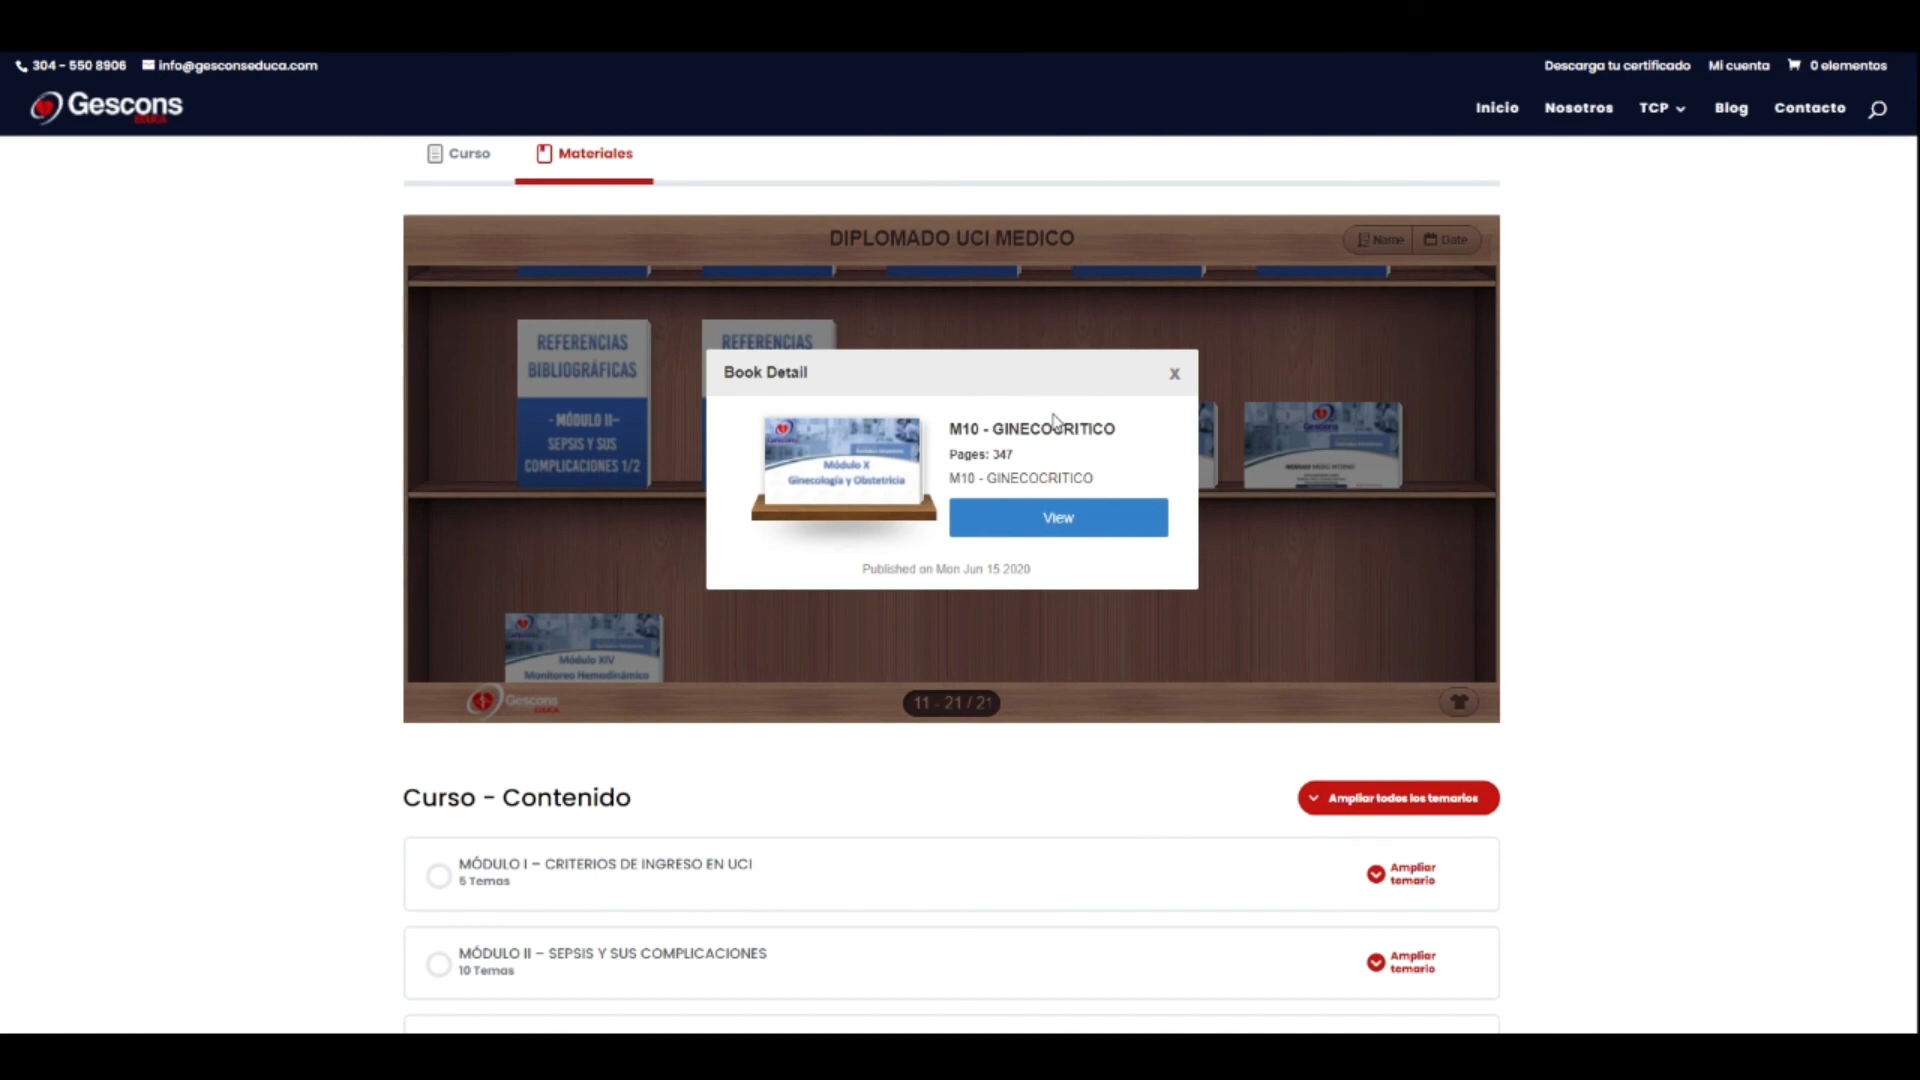 304 - 550 8906 info@gesconseduca.com
Descarga tu certificado Mi cuenta 0 elementos
Gescons
EDUCA
Inicio Nosotros TCP Blog Contacto
Curso Materiales
DIPLOMADO UCI MEDICO
Name Date
REFERENCIAS
BIBLIOGRÁFICAS
- MÓDULO II-
SEPSIS Y SUS
COMPLICACIONES 1/2
REFERENCIAS
Book Detail
X
Gescons
Módulo X
Ginecología y Obstetricia
M10 - GINECOCRITICO
Pages: 347
M10 - GINECOCRITICO
View
Published on Mon Jun 15 2020
Módulo XIV
Monitoreo Hemodinámico
Gescons
EDUCA
11 - 21 / 21
Curso - Contenido
Ampliar todos los temarios
MÓDULO I – CRITERIOS DE INGRESO EN UCI
5 Temas
Ampliar
temario
MÓDULO II – SEPSIS Y SUS COMPLICACIONES
10 Temas
Ampliar
temario